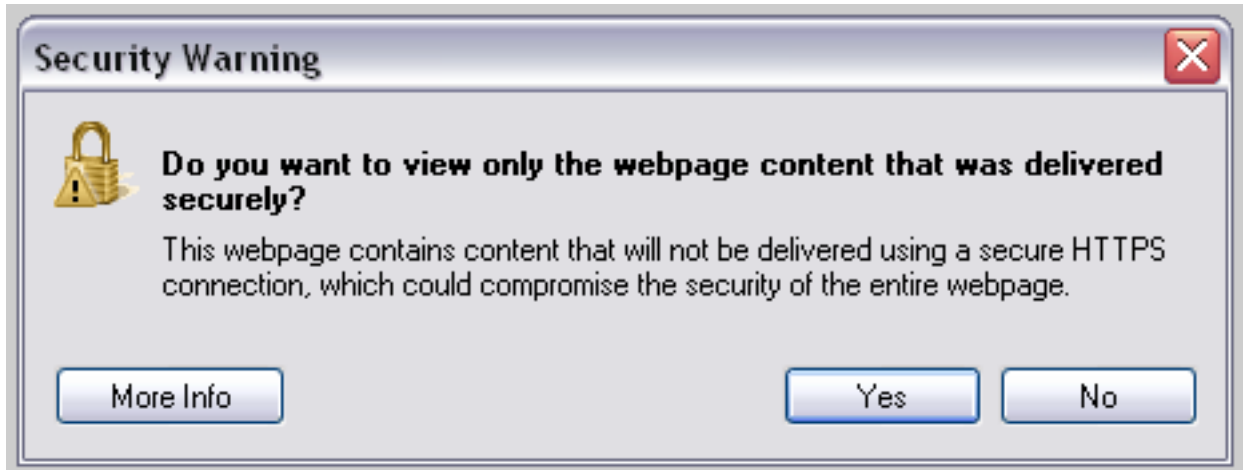 Security Warning
Do you want to view only the webpage content that was delivered
securely?
This webpage contains content that will not be delivered using a secure HTTPS
connection, which could compromise the security of the entire webpage.
More Info Yes No